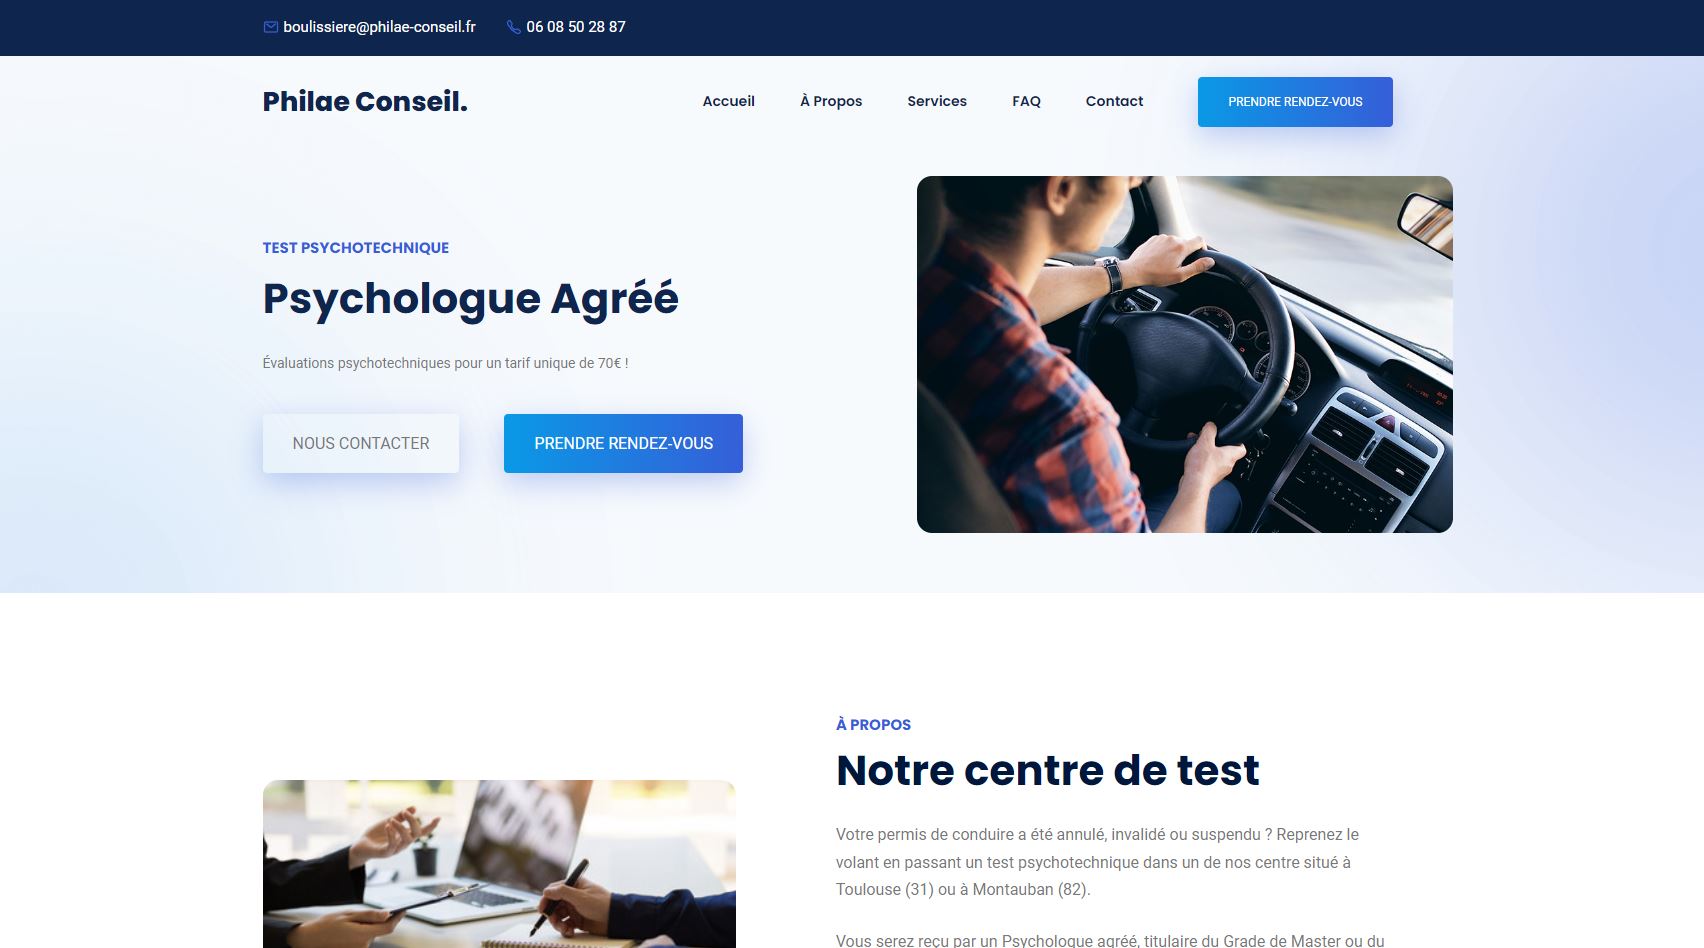 boulissiere@philae-conseil.fr 06 08 50 28 87
Philae Conseil. Accueil À Propos Services FAQ Contact PRENDRE RENDEZ-VOUS
TEST PSYCHOTECHNIQUE
Psychologue Agréé
Évaluations psychotechniques pour un tarif unique de 70€ !
NOUS CONTACTER PRENDRE RENDEZ-VOUS
À PROPOS
Notre centre de test
Votre permis de conduire a été annulé, invalidé ou suspendu ? Reprenez le
volant en passant un test psychotechnique dans un de nos centre situé à
Toulouse (31) ou à Montauban (82).
Vous serez reçu par un Psychologue agréé, titulaire du Grade de Master ou du